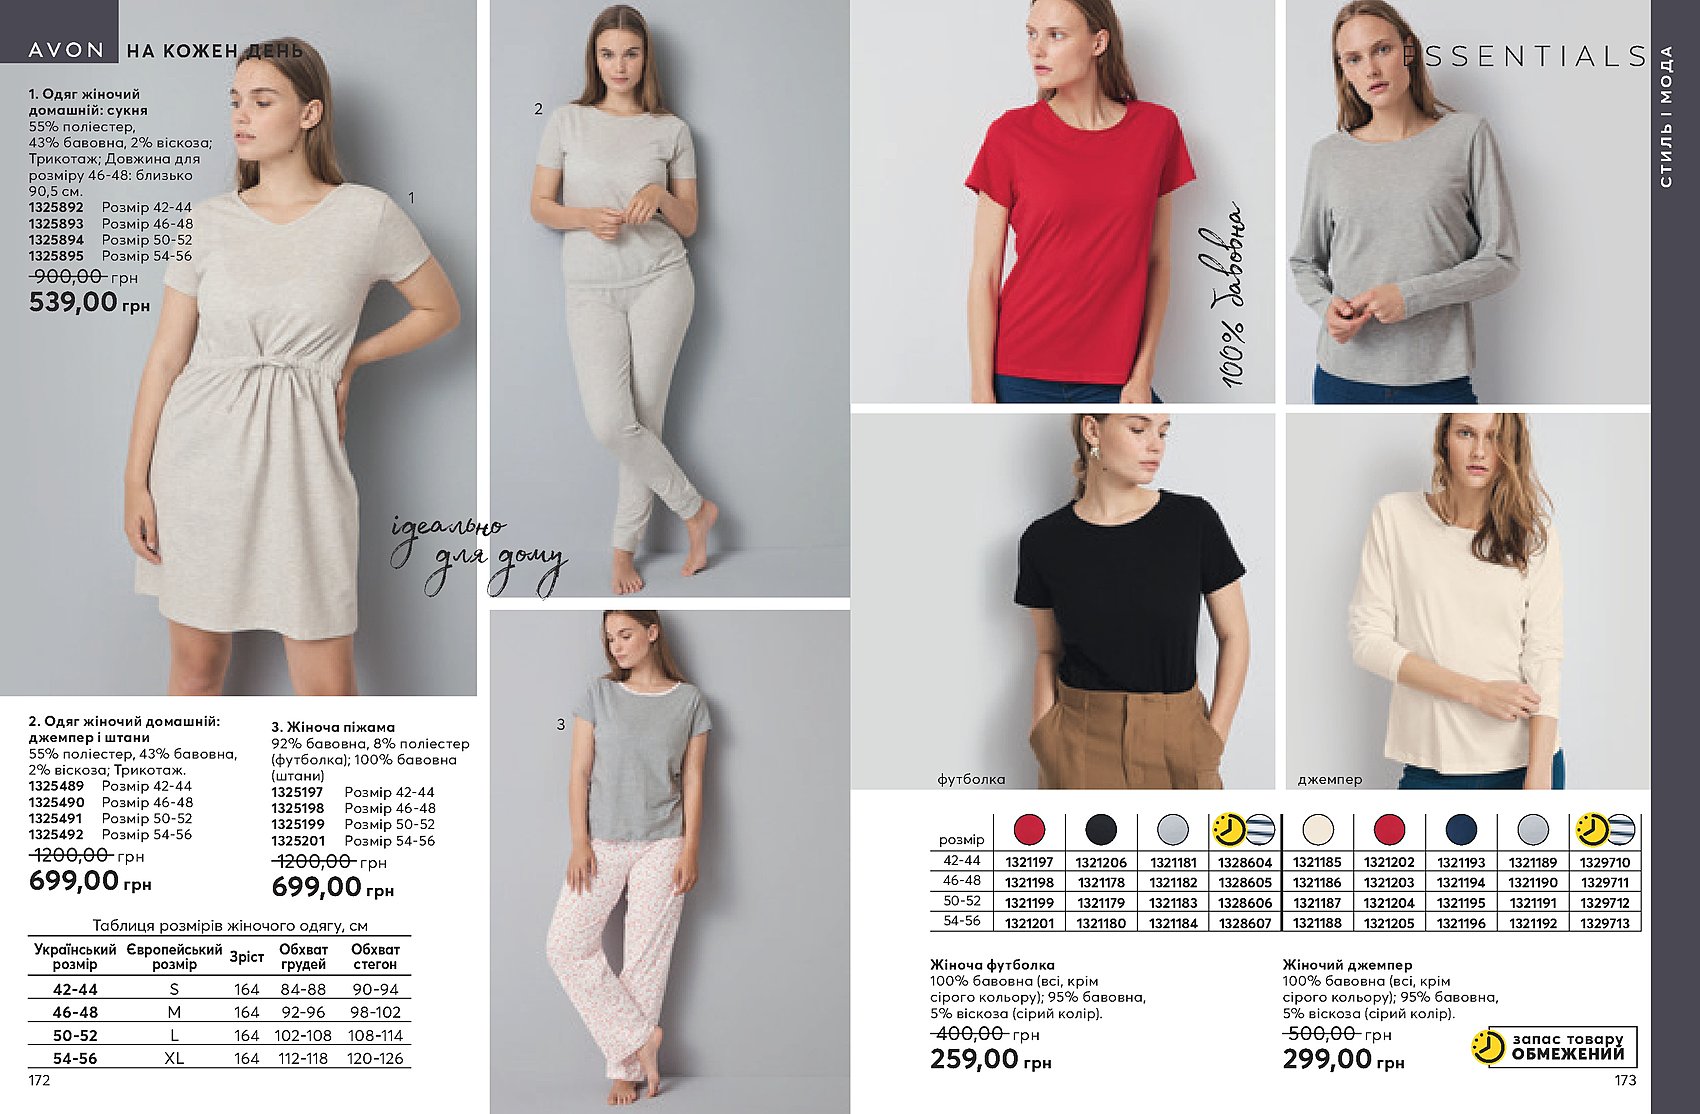 AVON НА КОЖЕН ДЕНЬ
1. Одяг жіночий
домашній: сукня
55% поліестер,
43% бавовна, 2% віскоза;
Трикотаж; Довжина для
розміру 46-48: близько
90,5 см.
1325892 Розмір 42-44
1325893 Розмір 46-48
1325894 Розмір 50-52
1325895 Розмір 54-56
900,00 грн
539,00 грн
1
2
ідеально
для дому
3
2. Одяг жіночий домашній:
джемпер і штани
55% поліестер, 43% бавовна,
2% віскоза; Трикотаж.
1325489 Розмір 42-44
1325490 Розмір 46-48
1325491 Розмір 50-52
1325492 Розмір 54-56
1200,00 грн
699,00 грн
3. Жіноча піжама
92% бавовна, 8% поліестер
(футболка); 100% бавовна
(штани)
1325197 Розмір 42-44
1325198 Розмір 46-48
1325199 Розмір 50-52
1325201 Розмір 54-56
1200,00 грн
699,00 грн
Таблиця розмірів жіночого одягу, см
Український розмір Європейський розмір Зріст Обхват грудей Обхват стегон
42-44 S 164 84-88 90-94
46-48 M 164 92-96 98-102
50-52 L 164 102-108 108-114
54-56 XL 164 112-118 120-126
172
ESSENTIALS
СТИЛЬ І МОДА
100% бавовна
футболка
джемпер
розмір
42-44 1321197 1321206 1321181 1328604 1321185 1321202 1321193 1321189 1329710
46-48 1321198 1321178 1321182 1328605 1321186 1321203 1321194 1321190 1329711
50-52 1321199 1321179 1321183 1328606 1321187 1321204 1321195 1321191 1329712
54-56 1321201 1321180 1321184 1328607 1321188 1321205 1321196 1321192 1329713
Жіноча футболка
100% бавовна (всі, крім
сірого кольору); 95% бавовна,
5% віскоза (сірий колір).
400,00 грн
259,00 грн
Жіночий джемпер
100% бавовна (всі, крім
сірого кольору); 95% бавовна,
5% віскоза (сірий колір).
500,00 грн
299,00 грн
запас товару
ОБМЕЖЕНИЙ
173